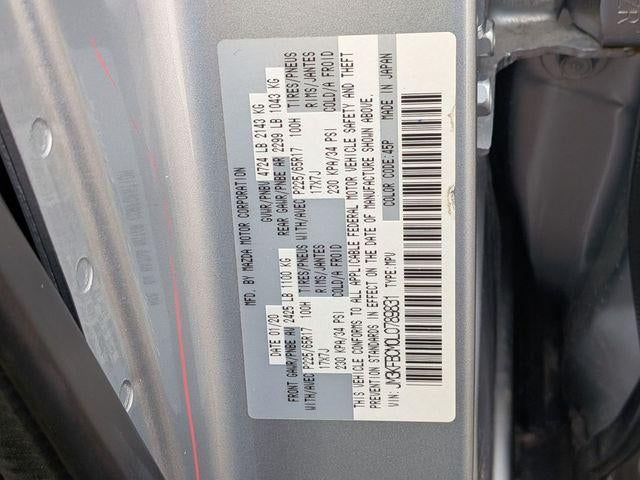 MFD. BY MAZDA MOTOR CORPORATION
DATE 01/20 GVWR/PNBV 4724 LB 2143 KG
FRONT GAWR/PNBE AV 2425 LB 1100 KG REAR GAWR/PNBE AR 2299 LB 1043 KG
WITH/AVEC P225/65R17 100H TIRES/PNEUS WITH/AVEC P225/65R17 100H TIRES/PNEUS
17X7J RIMS/JANTES 17X7J RIMS/JANTES
230 KPA/34 PSI COLD/A FROID 230 KPA/34 PSI COLD/A FROID
THIS VEHICLE CONFORMS TO ALL APPLICABLE FEDERAL MOTOR VEHICLE SAFETY AND THEFT
PREVENTION STANDARDS IN EFFECT ON THE DATE OF MANUFACTURE SHOWN ABOVE.
MADE IN JAPAN
VIN: JM3KFBCM0L0789831 TYPE:MPV COLOR CODE:45P